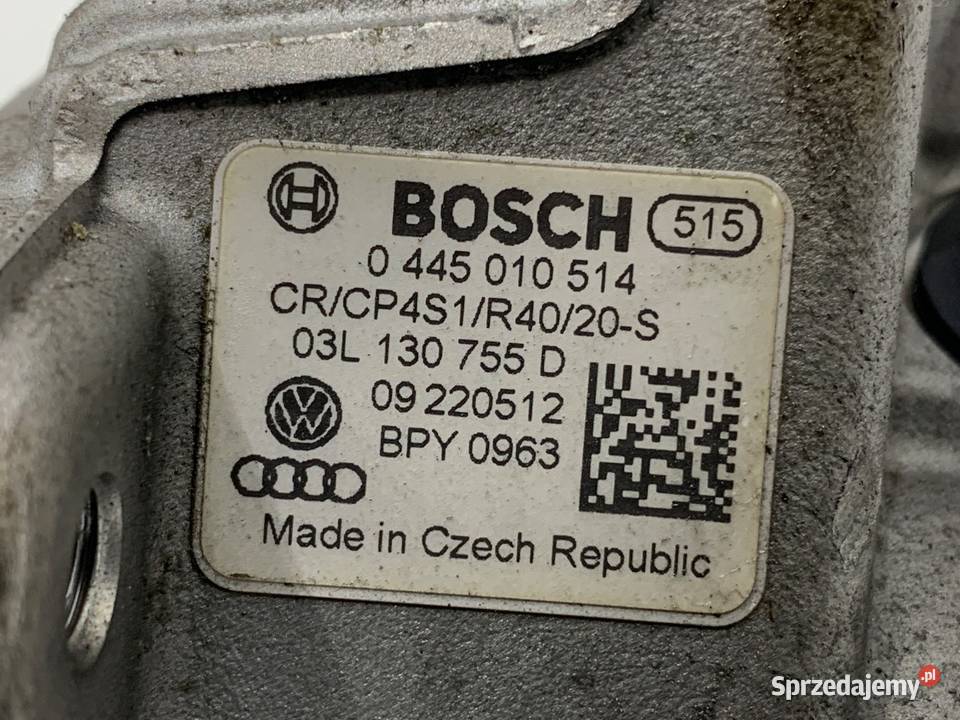 BOSCH 515
0 445 010 514
CR/CP4S1/R40/20-S
03L 130 755 D
09 220512
BPY 0963
Made in Czech Republic
Sprzedajemy.pl